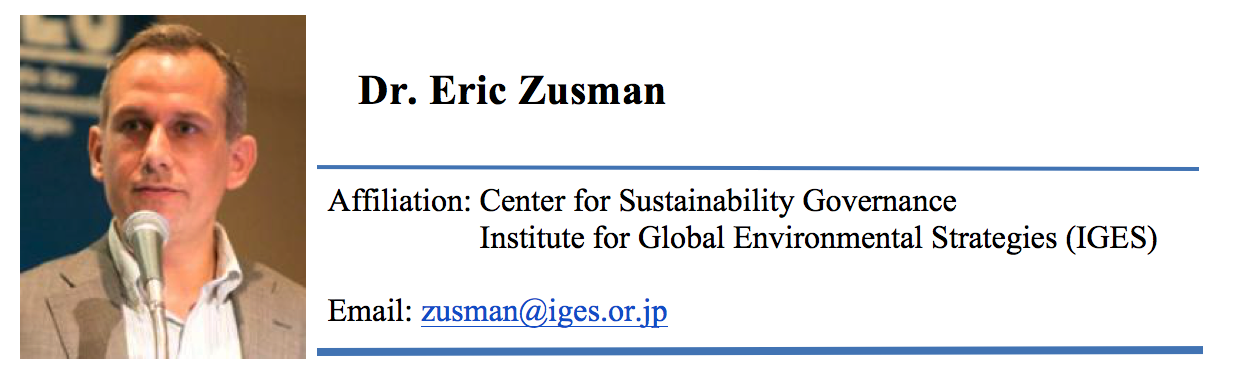 Dr. Eric Zusman
Affiliation: Center for Sustainability Governance
Institute for Global Environmental Strategies (IGES)
Email: zusman@iges.or.jp